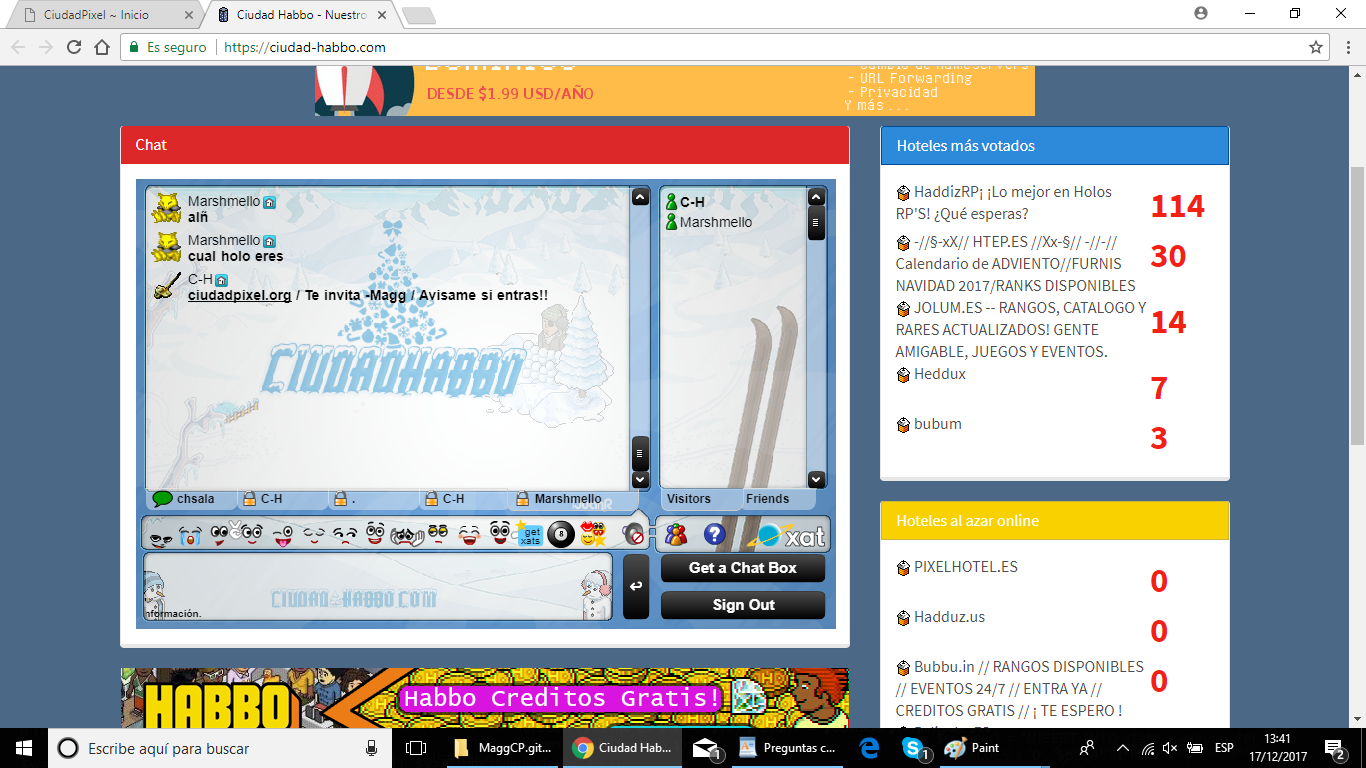 CiudadPixel ~ Inicio
Ciudad Habbo - Nuestro
Es seguro
https://ciudad-habbo.com
DESDE $1.99 USD/AÑO
- URL Forwarding
- Privacidad
Y más ...
Chat
Marshmello
alñ
Marshmello
cual holo eres
C-H
ciudadpixel.org / Te invita -Magg / Avisame si entras!!
CIUDADHABBO
C-H
Marshmello
chsala
C-H
.
C-H
Marshmello
Visitors
Friends
get
xats
8
?
xat
CIUDAD-HABBO.COM
nformación.
Get a Chat Box
Sign Out
HABBO
Habbo Creditos Gratis!
Hoteles más votados
HaddizRP¡ ¡Lo mejor en Holos
RP'S! ¿Qué esperas?
114
-//§-xX// HTEP.ES //Xx-§// -//-//
Calendario de ADVIENTO//FURNIS
NAVIDAD 2017/RANKS DISPONIBLES
30
JOLUM.ES -- RANGOS, CATALOGO Y
RARES ACTUALIZADOS! GENTE
AMIGABLE, JUEGOS Y EVENTOS.
14
Heddux
7
bubum
3
Hoteles al azar online
PIXELHOTEL.ES
0
Hadduz.us
0
Bubbu.in // RANGOS DISPONIBLES
// EVENTOS 24/7 // ENTRA YA //
CREDITOS GRATIS // ¡ TE ESPERO !
0
Escribe aquí para buscar
MaggCP.git...
Ciudad Hab...
1
Preguntas c...
1
Paint
ESP
13:41
17/12/2017
2